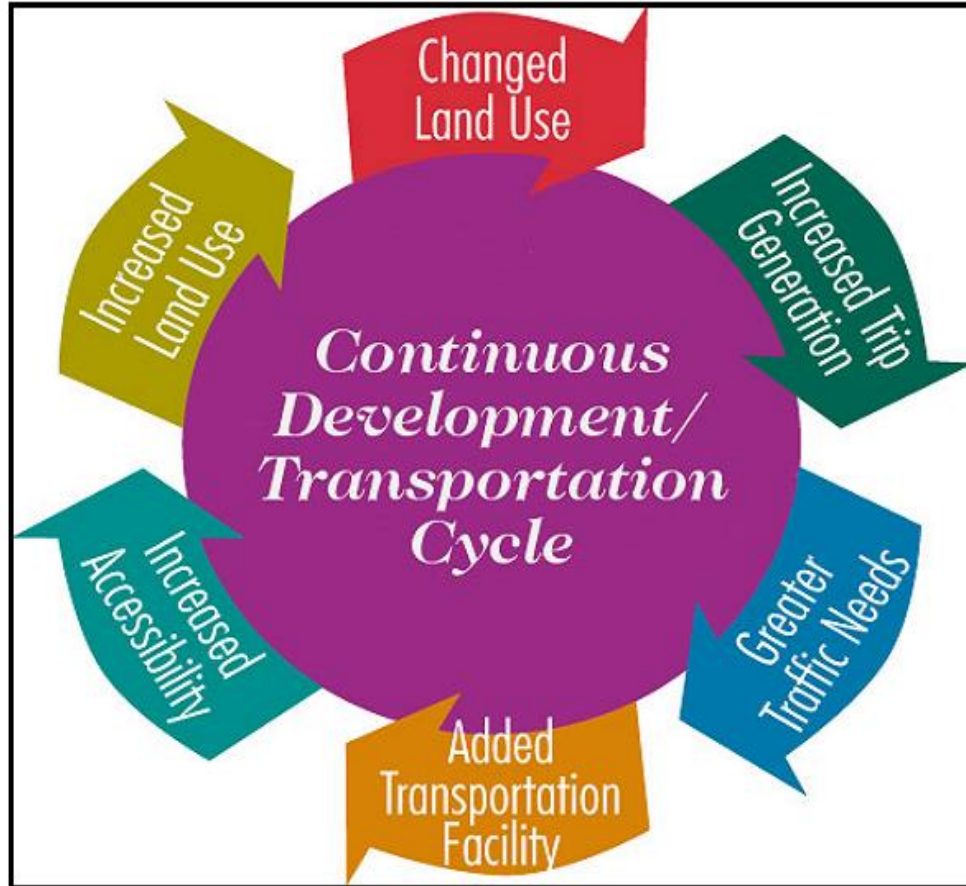 Changed
Land Use
Increased Trip
Generation
Greater
Traffic Needs
Added
Transportation
Facility
Increased
Accessibility
Increased
Land Use
Continuous
Development/
Transportation
Cycle